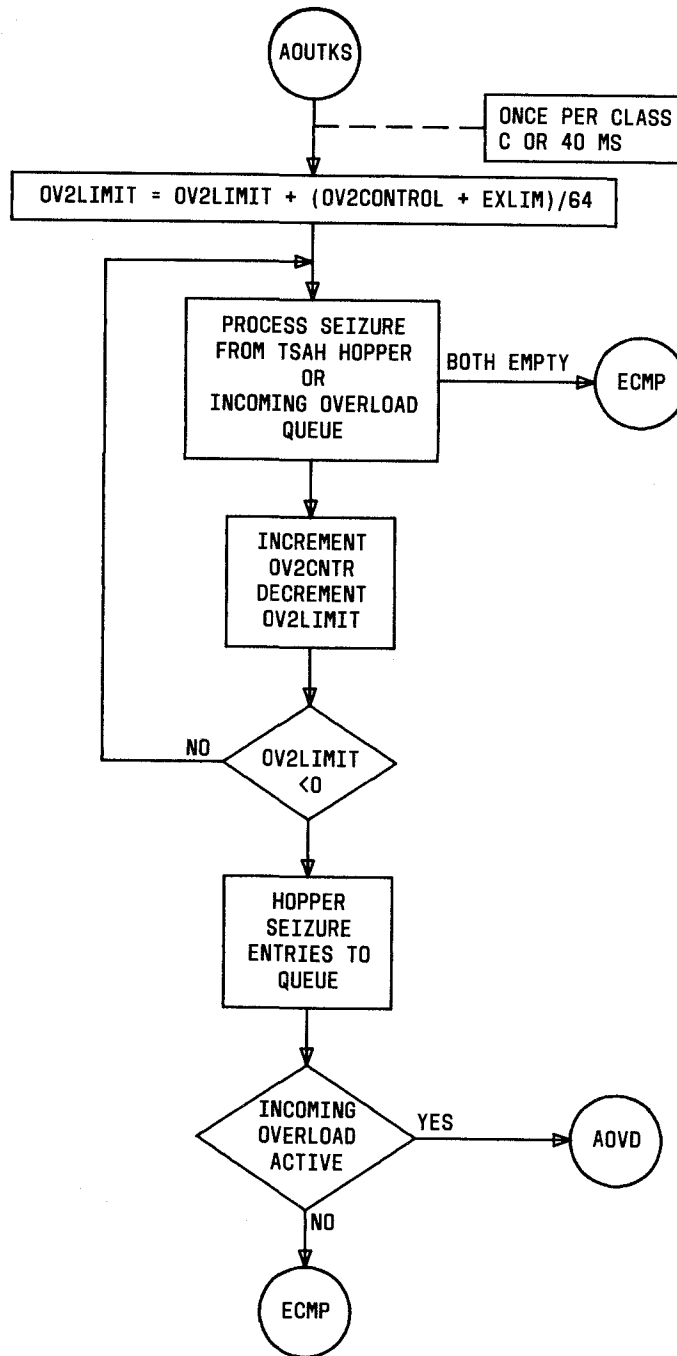 AOUTKS
ONCE PER CLASS
C OR 40 MS
OV2LIMIT = OV2LIMIT + (OV2CONTROL + EXLIM)/64
PROCESS SEIZURE
FROM TSAH HOPPER
OR
INCOMING OVERLOAD
QUEUE
BOTH EMPTY
ECMP
INCREMENT
OV2CNTR
DECREMENT
OV2LIMIT
NO
OV2LIMIT
<0
HOPPER
SEIZURE
ENTRIES TO
QUEUE
INCOMING
OVERLOAD
ACTIVE
YES
AOVD
NO
ECMP